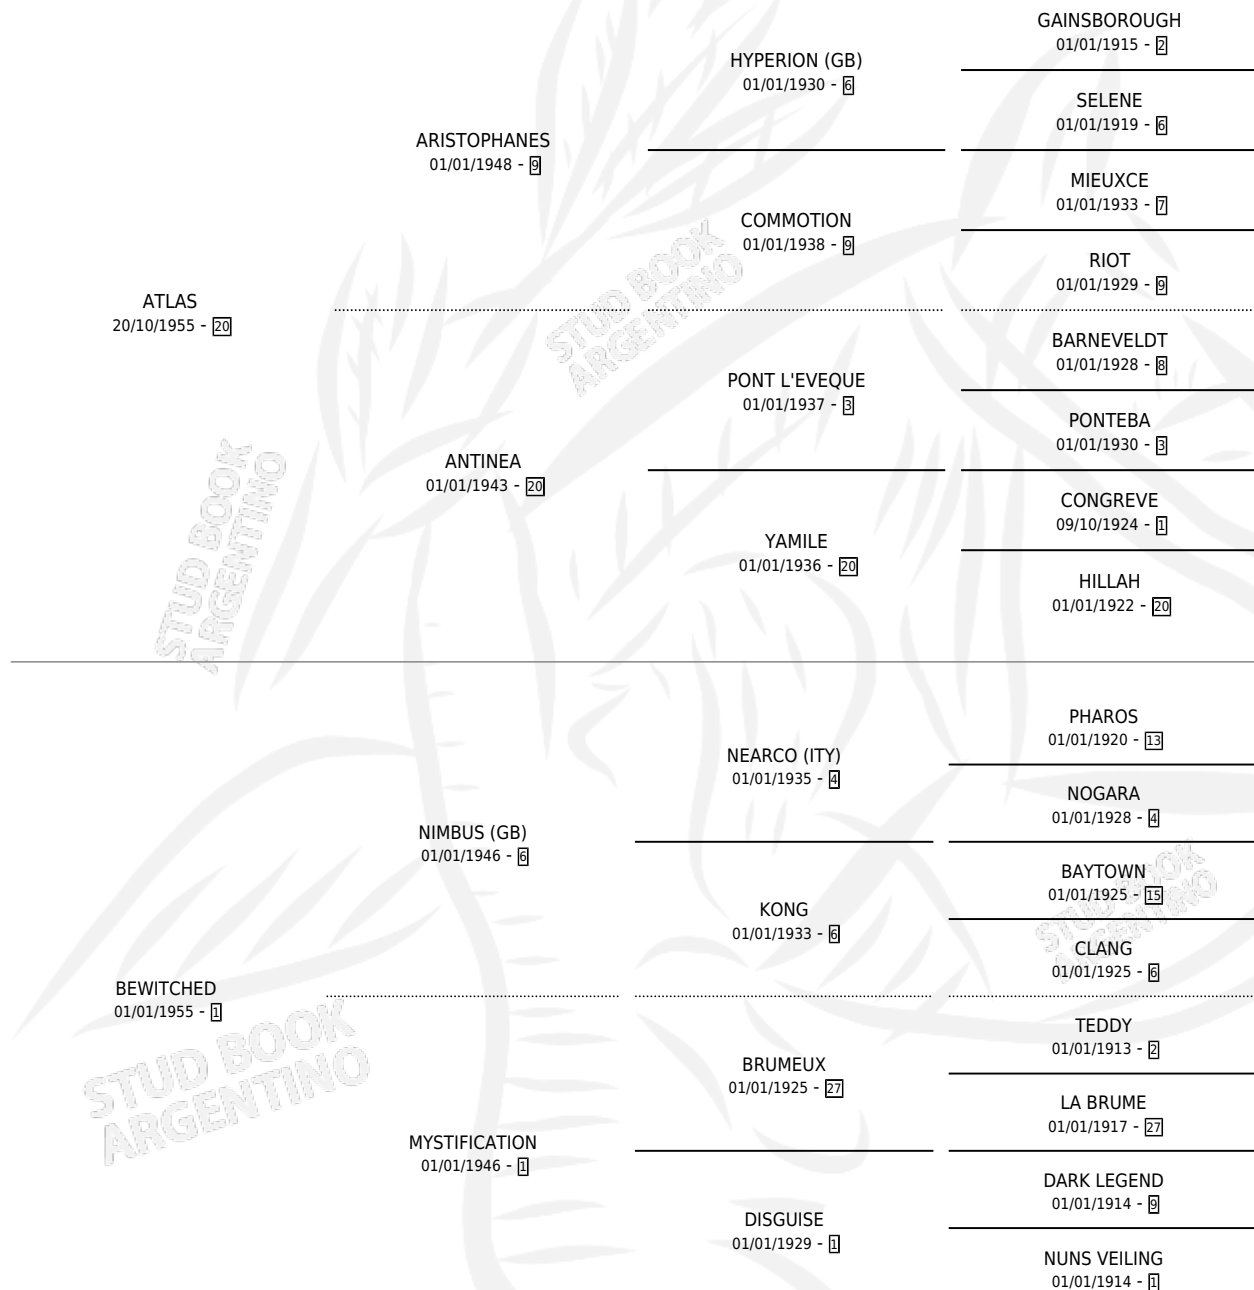 GAINSBOROUGH
01/01/1915 - 2
HYPERION (GB)
01/01/1930 - 6
SELENE
01/01/1919 - 6
ARISTOPHANES
01/01/1948 - 9
MIEUXCE
01/01/1933 - 7
COMMOTION
01/01/1938 - 9
RIOT
01/01/1929 - 9
ATLAS
20/10/1955 - 20
BARNEVELDT
01/01/1928 - 8
PONT L'EVEQUE
01/01/1937 - 3
PONTEBA
01/01/1930 - 3
ANTINEA
01/01/1943 - 20
CONGREVE
09/10/1924 - 1
YAMILE
01/01/1936 - 20
HILLAH
01/01/1922 - 20
PHAROS
01/01/1920 - 13
NEARCO (ITY)
01/01/1935 - 4
NOGARA
01/01/1928 - 4
NIMBUS (GB)
01/01/1946 - 6
BAYTOWN
01/01/1925 - 15
KONG
01/01/1933 - 6
CLANG
01/01/1925 - 6
BEWITCHED
01/01/1955 - 1
TEDDY
01/01/1913 - 2
BRUMEUX
01/01/1925 - 27
LA BRUME
01/01/1917 - 27
MYSTIFICATION
01/01/1946 - 1
DARK LEGEND
01/01/1914 - 9
DISGUISE
01/01/1929 - 1
NUNS VEILING
01/01/1914 - 1
STUD BOOK
ARGENTINO
STUD BOOK
ARGENTINO
STUD BOOK
ARGENTINO
STUD BOOK
ARGENTINO